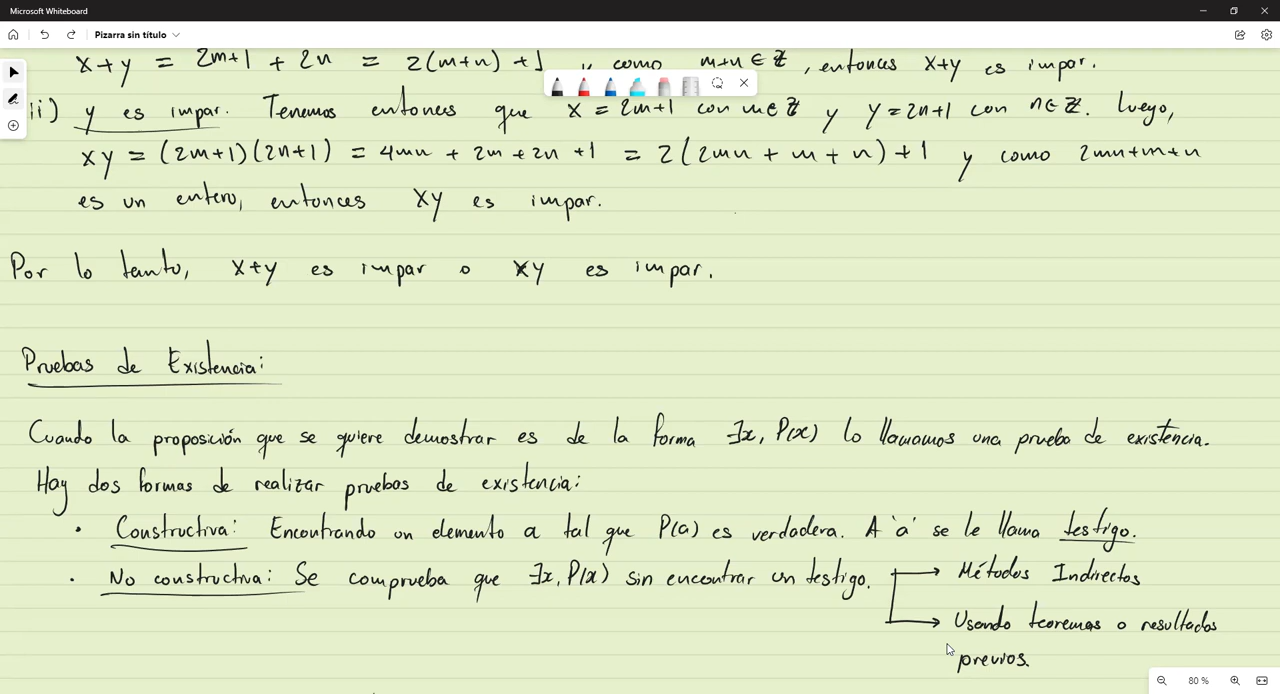 Microsoft Whiteboard
Pizarra sin título
x+y = 2m+1 + 2n = 2(m+n) +1 y como m+n ∈ ℤ, entonces x+y es impar.
ii) y es impar. Tenemos entonces que x = 2m+1 con m∈ℤ y y = 2n+1 con n∈ℤ. Luego,
xy = (2m+1)(2n+1) = 4mn + 2m + 2n +1 = 2(2mn + m + n) + 1 y como 2mn+m+n
es un entero, entonces xy es impar.
Por lo tanto, x+y es impar o xy es impar.
Pruebas de Existencia:
Cuando la proposición que se quiere demostrar es de la forma ∃x, P(x) lo llamamos una prueba de existencia.
Hay dos formas de realizar pruebas de existencia:
• Constructiva: Encontrando un elemento a tal que P(a) es verdadera. A 'a' se le llama testigo.
• No constructiva: Se comprueba que ∃x, P(x) sin encontrar un testigo. → Métodos Indirectos
→ Usando teoremas o resultados
previos.
80 %